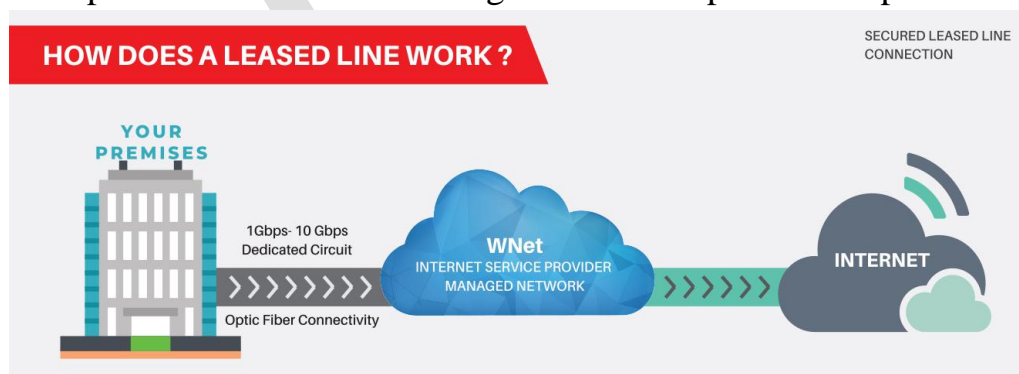 HOW DOES A LEASED LINE WORK ?
SECURED LEASED LINE
CONNECTION
YOUR
PREMISES
1Gbps- 10 Gbps
Dedicated Circuit
Optic Fiber Connectivity
WNet
INTERNET SERVICE PROVIDER
MANAGED NETWORK
INTERNET